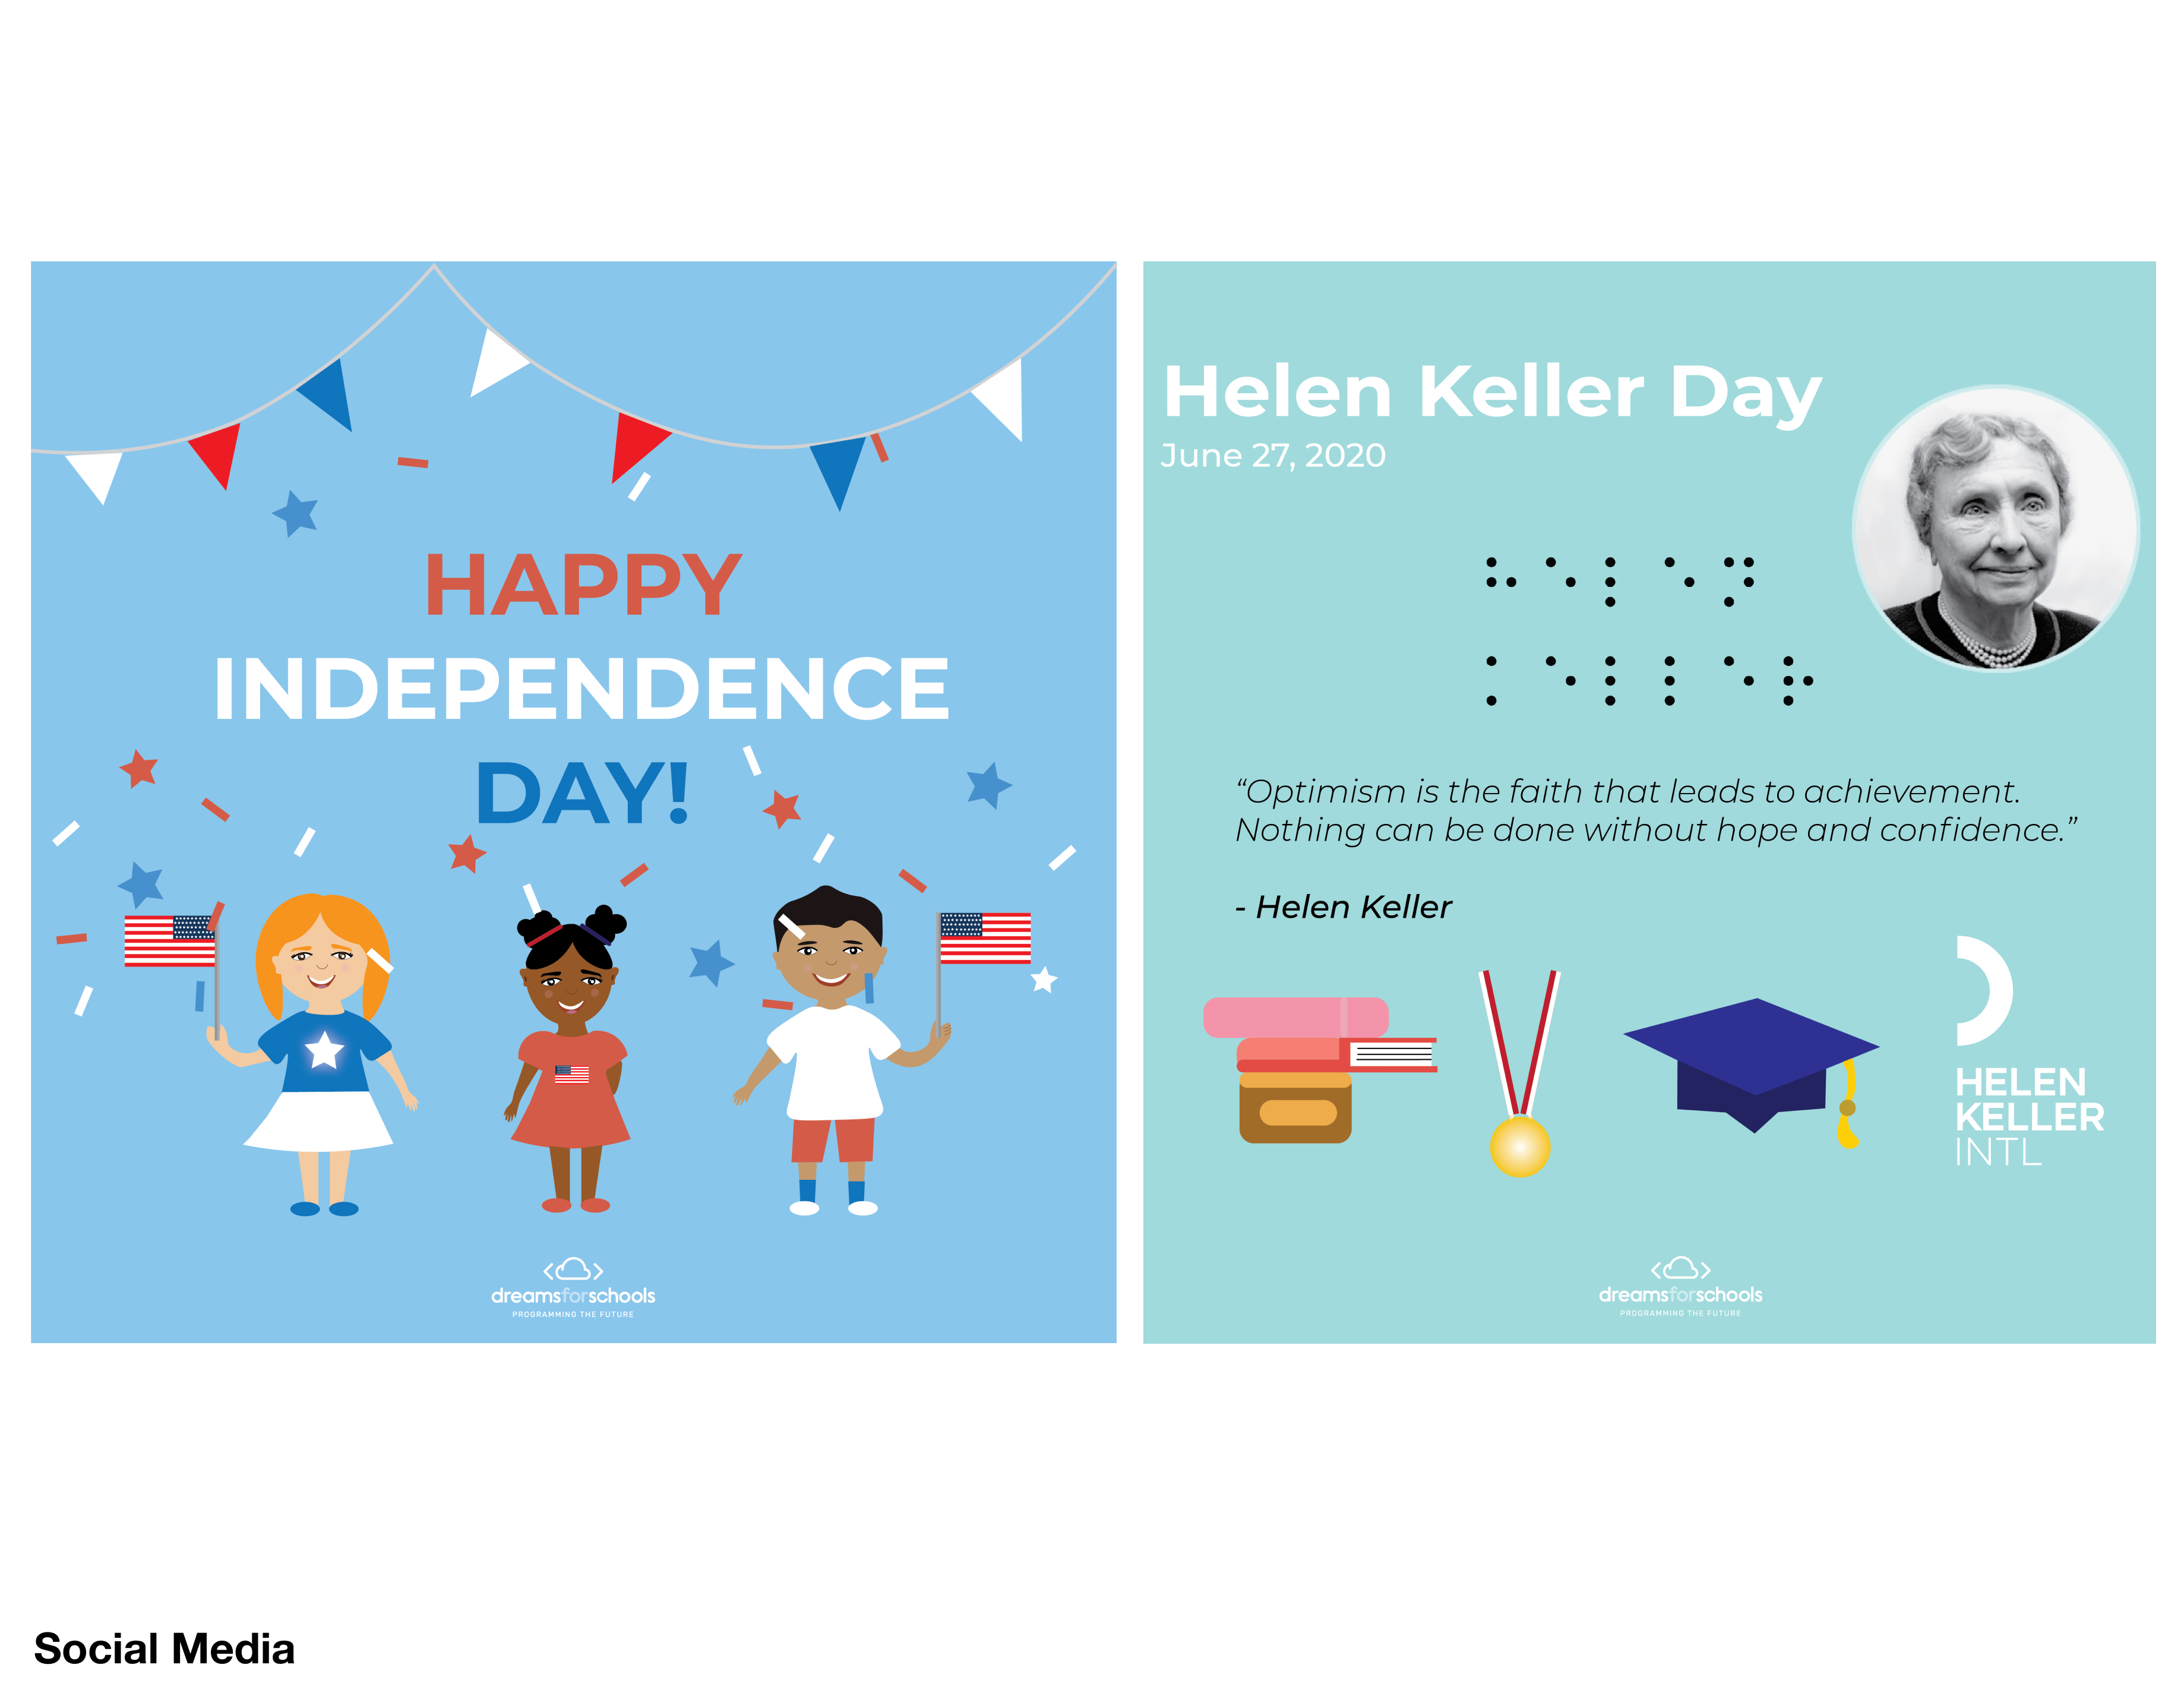 HAPPY
INDEPENDENCE
DAY!
dreamsforschools
PROGRAMMING THE FUTURE
Helen Keller Day
June 27, 2020
⠓⠑⠇⠑⠝
⠅⠑⠇⠇⠑⠗
“Optimism is the faith that leads to achievement.
Nothing can be done without hope and confidence.”
- Helen Keller
HELEN
KELLER
INTL
dreamsforschools
PROGRAMMING THE FUTURE
Social Media